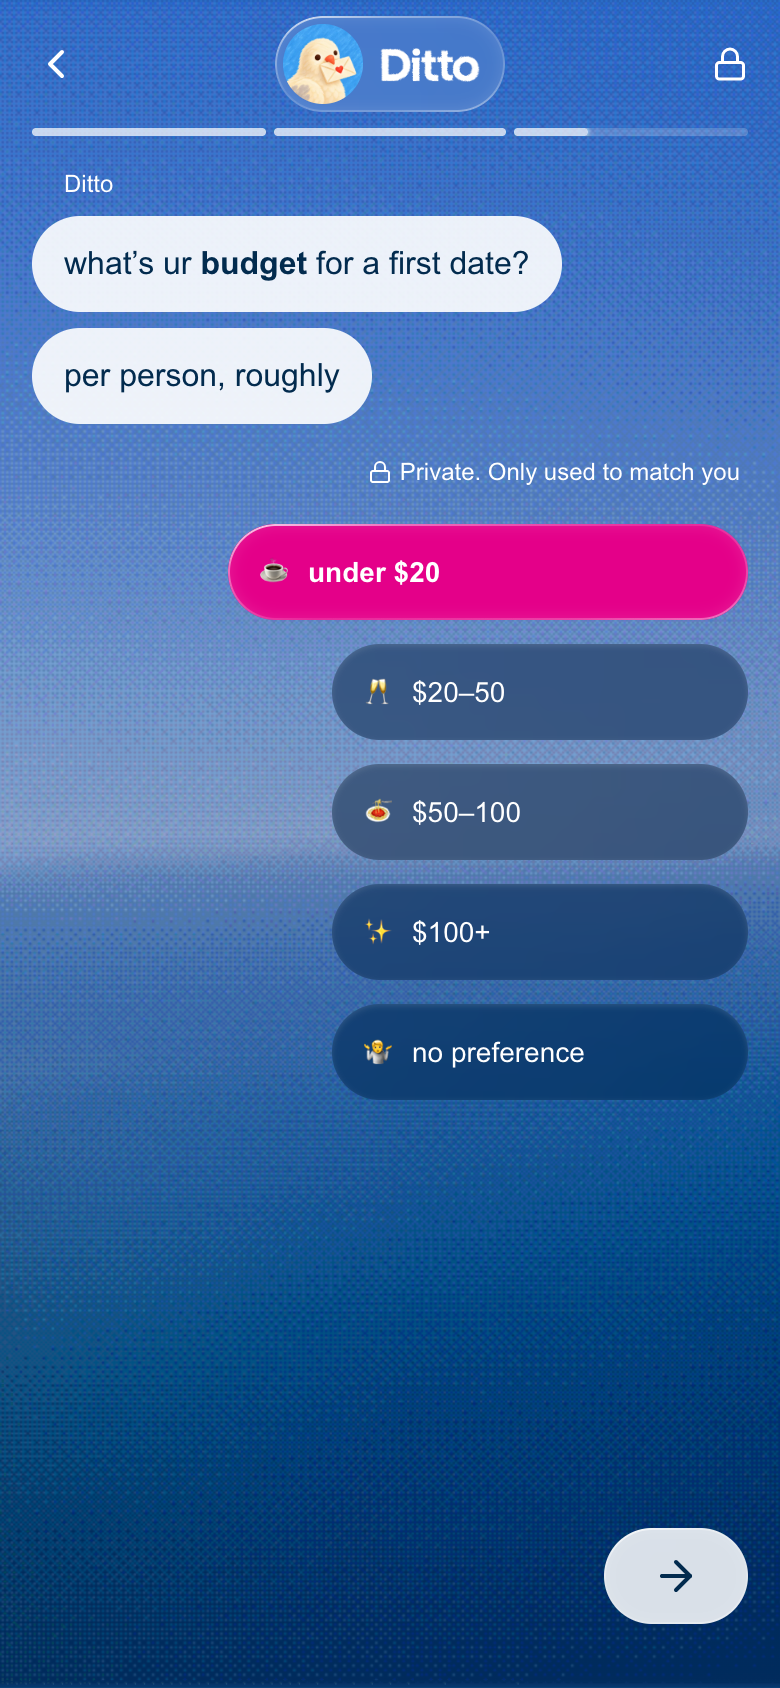 Ditto
Ditto
what’s ur budget for a first date?
per person, roughly
Private. Only used to match you
under $20
$20–50
$50–100
$100+
no preference